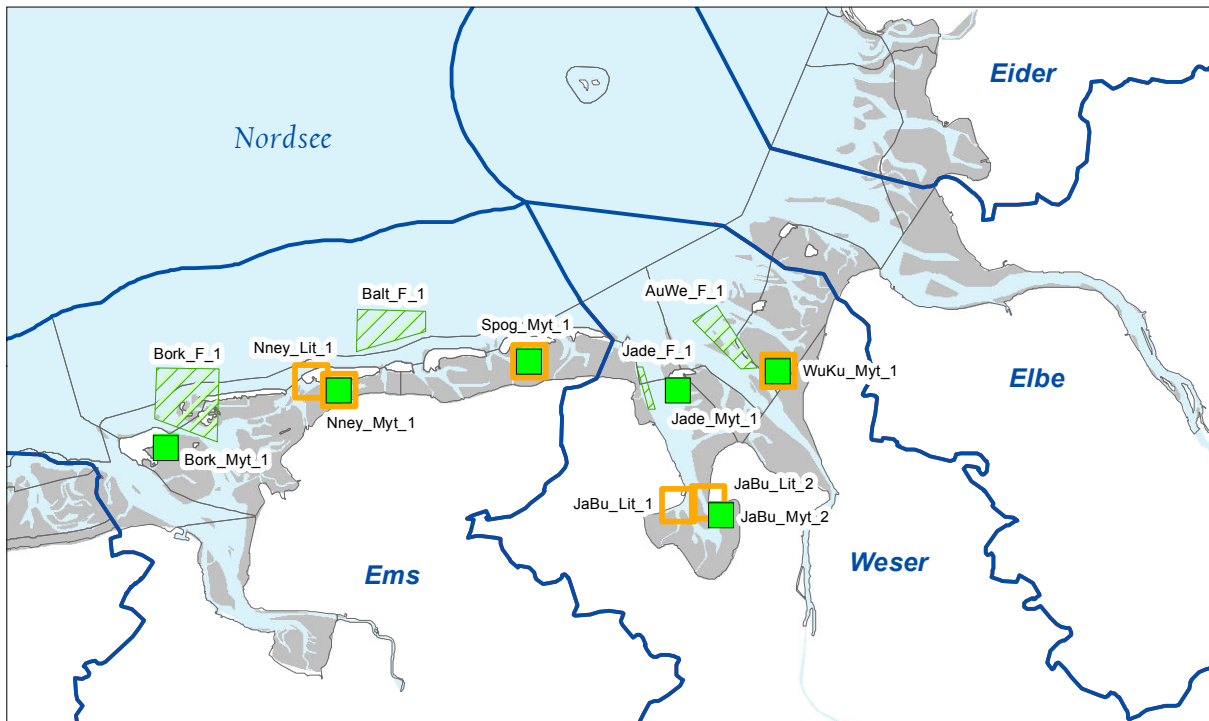 Eider
Nordsee
Balt_F_1
AuWe_F_1
Bork_F_1
Nney_Lit_1
Spog_Myt_1
Jade_F_1
WuKu_Myt_1
Elbe
Nney_Myt_1
Jade_Myt_1
Bork_Myt_1
JaBu_Lit_2
JaBu_Lit_1
JaBu_Myt_2
Weser
Ems